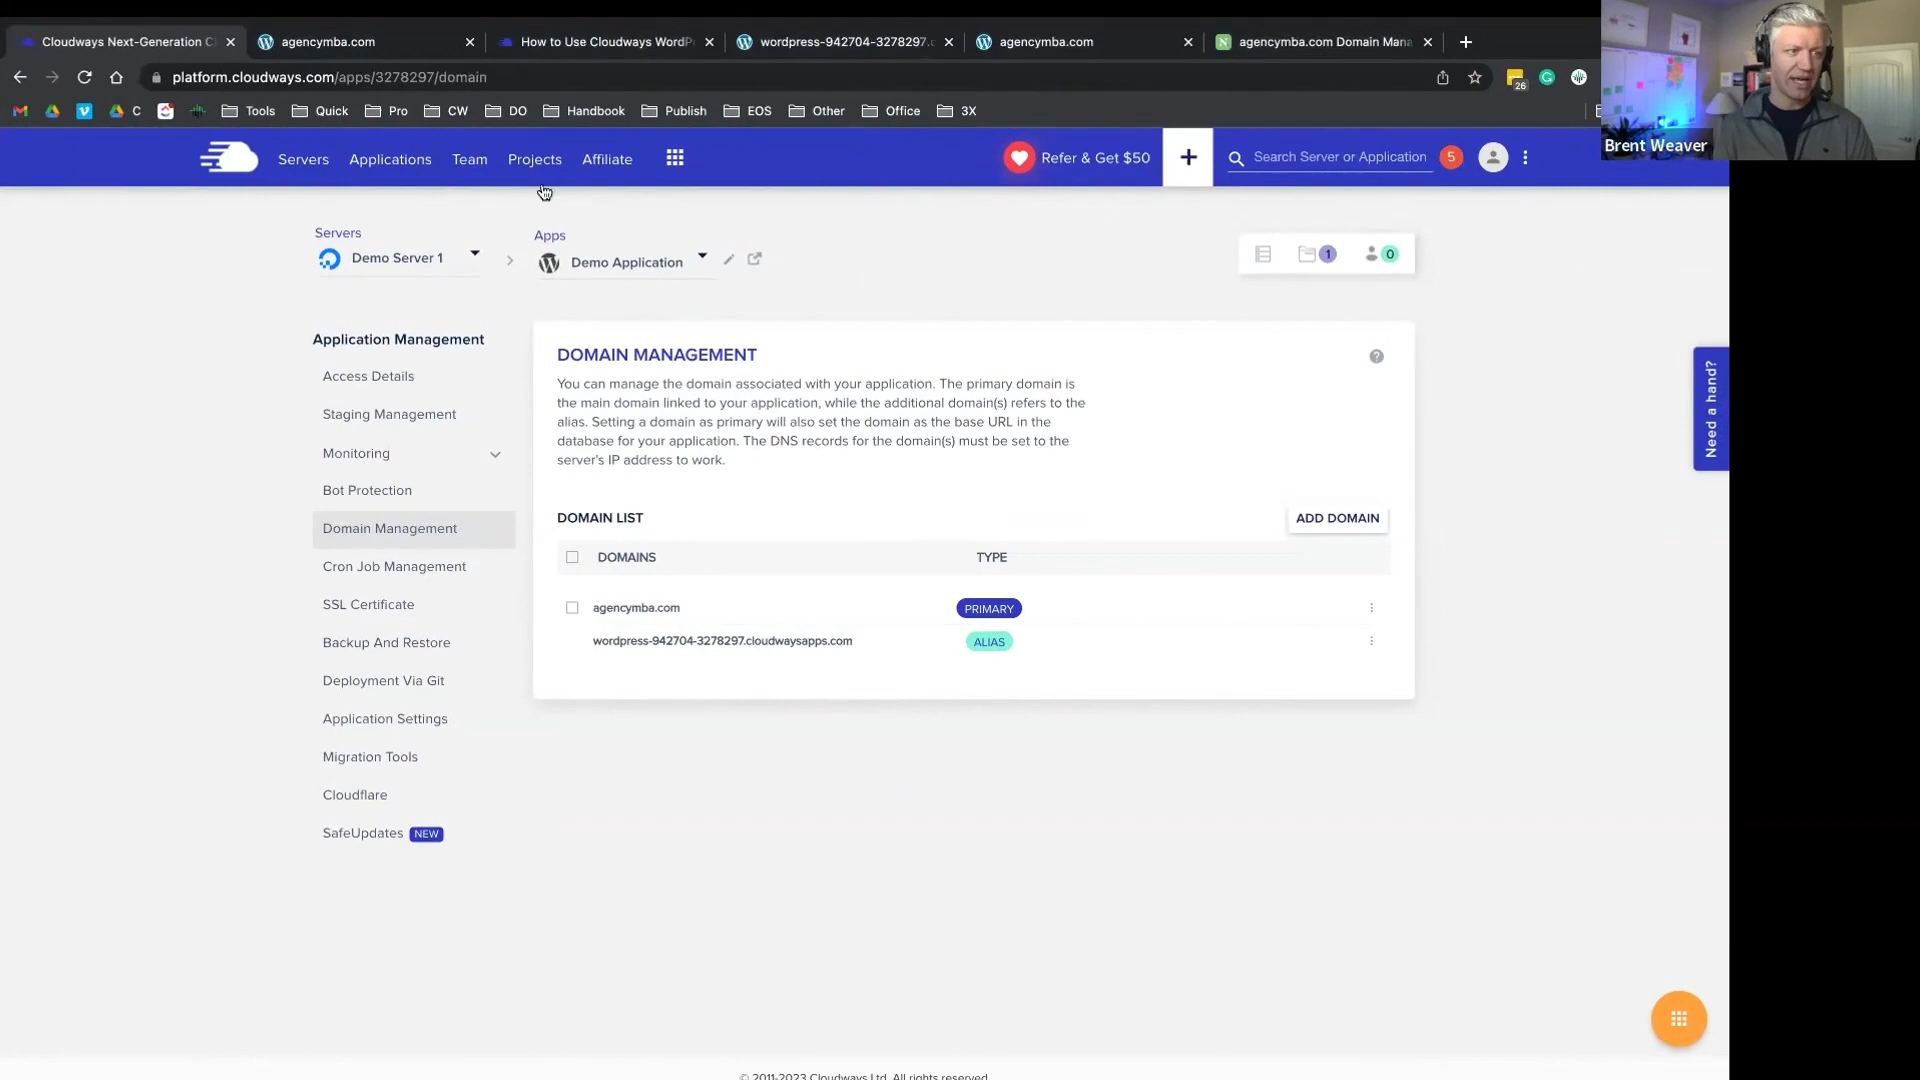 Cloudways Next-Generation C
agencymba.com
How to Use Cloudways WordP
wordpress-942704-3278297.c
agencymba.com
N
agencymba.com Domain Mana
platform.cloudways.com/apps/3278297/domain
26
C
Tools
Quick
Pro
CW
DO
Handbook
Publish
EOS
Other
Office
3X
Brent Weaver
Servers
Applications
Team
Projects
Affiliate
Refer & Get $50
+
Search Server or Application
5
Servers
Demo Server 1
Apps
Demo Application
1
0
Application Management
Access Details
Staging Management
Monitoring
Bot Protection
Domain Management
Cron Job Management
SSL Certificate
Backup And Restore
Deployment Via Git
Application Settings
Migration Tools
Cloudflare
SafeUpdates NEW
DOMAIN MANAGEMENT
?
You can manage the domain associated with your application. The primary domain is
the main domain linked to your application, while the additional domain(s) refers to the
alias. Setting a domain as primary will also set the domain as the base URL in the
database for your application. The DNS records for the domain(s) must be set to the
server's IP address to work.
DOMAIN LIST
ADD DOMAIN
DOMAINS
TYPE
agencymba.com
PRIMARY
wordpress-942704-3278297.cloudwaysapps.com
ALIAS
Need a hand?
© 2011-2023 Cloudways Ltd. All rights reserved